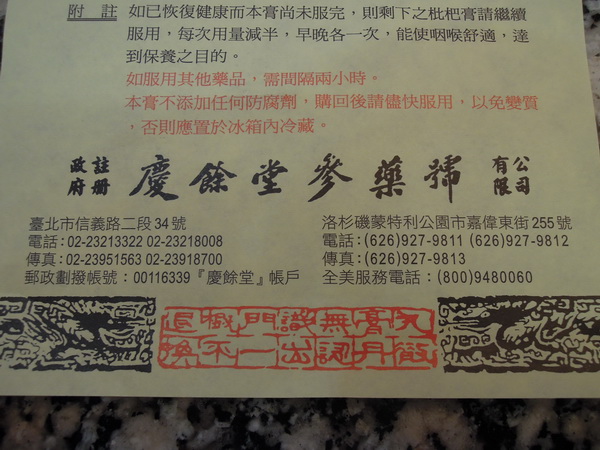 附註 如已恢復健康而本膏尚未服完，則剩下之枇杷膏請繼續
服用，每次用量減半，早晚各一次，能使咽喉舒適，達
到保養之目的。
如服用其他藥品，需間隔兩小時。
本膏不添加任何防腐劑，購回後請儘快服用，以免變質
，否則應置於冰箱內冷藏。
政府註冊 慶餘堂參藥號 有限公司
臺北市信義路二段34號
電話：02-23213322 02-23218008
傳真：02-23951563 02-23918700
郵政劃撥帳號：00116339『慶餘堂』帳戶
洛杉磯蒙特利公園市嘉偉東街255號
電話：(626)927-9811 (626)927-9812
傳真：(626)927-9813
全美服務電話：(800)9480060